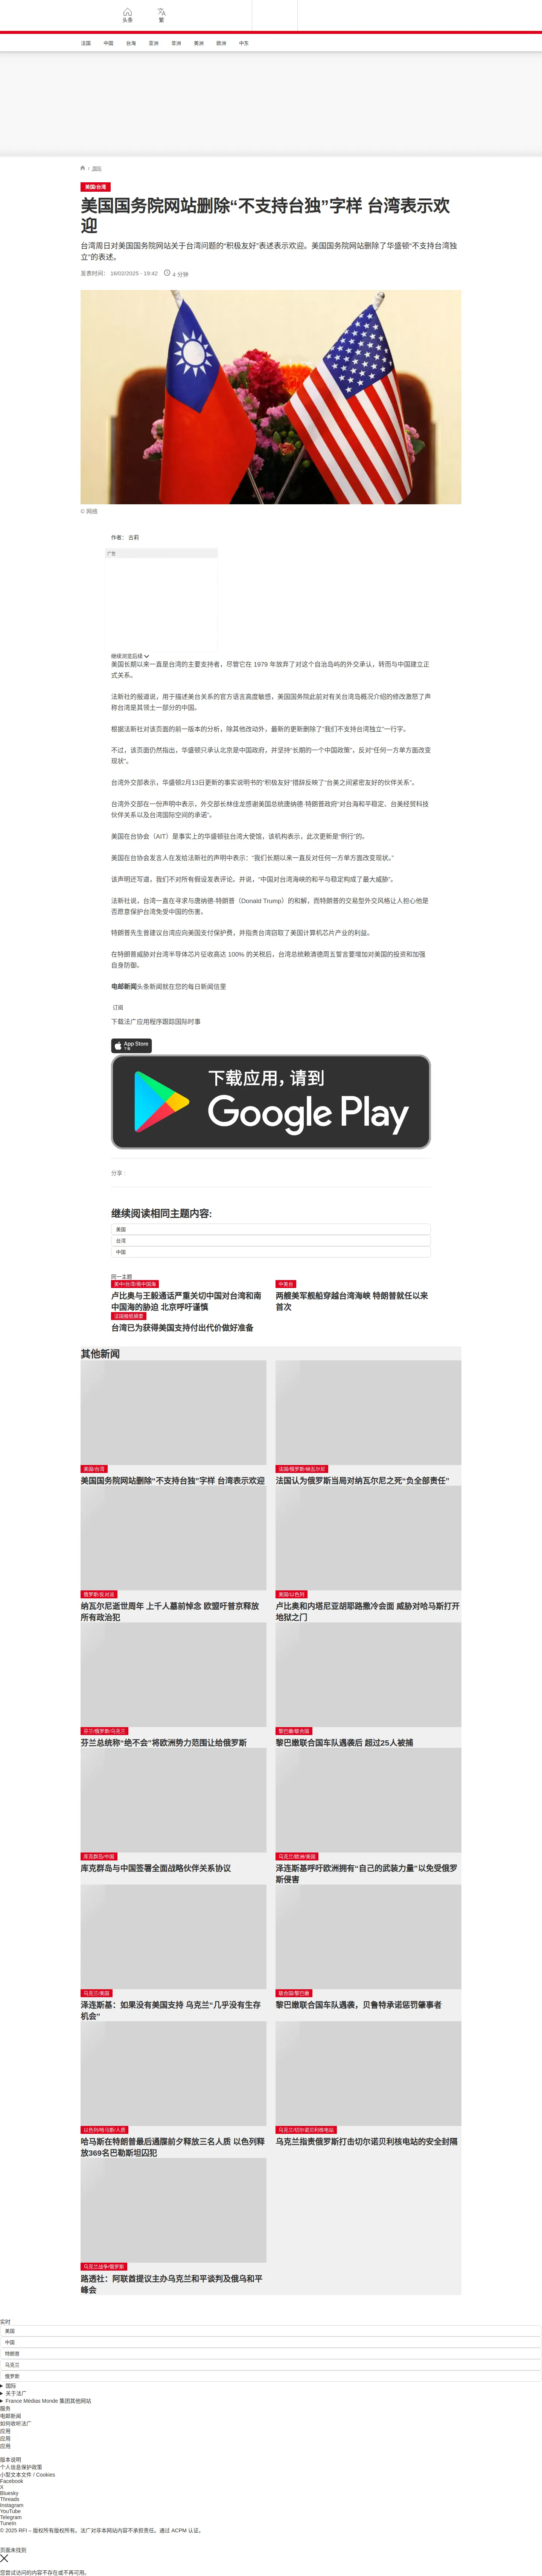 头条
繁
法国
中国
台海
亚洲
非洲
美洲
欧洲
中东
/ 国际
美国/台湾
美国国务院网站删除“不支持台独”字样 台湾表示欢
迎
台湾周日对美国国务院网站关于台湾问题的“积极友好”表述表示欢迎。美国国务院网站删除了华盛顿“不支持台湾独
立”的表述。
发表时间： 16/02/2025 - 19:42
4 分钟
© 网络
作者： 古莉
广告
继续浏览后续
美国长期以来一直是台湾的主要支持者，尽管它在 1979 年放弃了对这个自治岛屿的外交承认，转而与中国建立正
式关系。
法新社的报道说，用于描述美台关系的官方语言高度敏感，美国国务院此前对有关台湾岛概况介绍的修改激怒了声
称台湾是其领土一部分的中国。
根据法新社对该页面的前一版本的分析，除其他改动外，最新的更新删除了“我们不支持台湾独立”一行字。
不过，该页面仍然指出，华盛顿只承认北京是中国政府，并坚持“长期的一个中国政策”，反对“任何一方单方面改变
现状”。
台湾外交部表示，华盛顿2月13日更新的事实说明书的“积极友好”措辞反映了“台美之间紧密友好的伙伴关系”。
台湾外交部在一份声明中表示，外交部长林佳龙感谢美国总统唐纳德·特朗普政府“对台海和平稳定、台美经贸科技
伙伴关系以及台湾国际空间的承诺”。
美国在台协会（AIT）是事实上的华盛顿驻台湾大使馆，该机构表示，此次更新是“例行”的。
美国在台协会发言人在发给法新社的声明中表示：“我们长期以来一直反对任何一方单方面改变现状。”
该声明还写道，我们不对所有假设发表评论。并说，“中国对台湾海峡的和平与稳定构成了最大威胁”。
法新社说，台湾一直在寻求与唐纳德-特朗普（Donald Trump）的和解，而特朗普的交易型外交风格让人担心他是
否愿意保护台湾免受中国的伤害。
特朗普先生曾建议台湾应向美国支付保护费，并指责台湾窃取了美国计算机芯片产业的利益。
在特朗普威胁对台湾半导体芯片征收高达 100% 的关税后，台湾总统赖清德周五誓言要增加对美国的投资和加强
自身防御。
电邮新闻头条新闻就在您的每日新闻信里
订阅
下载法广应用程序跟踪国际时事
App Store
下载
下载应用，请到
Google Play
分享 :
继续阅读相同主题内容:
美国
台湾
中国
同一主题
美中/台湾/南中国海
卢比奥与王毅通话严重关切中国对台湾和南
中国海的胁迫 北京呼吁谨慎
中美台
两艘美军舰船穿越台湾海峡 特朗普就任以来
首次
法国报纸摘要
台湾已为获得美国支持付出代价做好准备
其他新闻
美国/台湾
美国国务院网站删除“不支持台独”字样 台湾表示欢迎
法国/俄罗斯/纳瓦尔尼
法国认为俄罗斯当局对纳瓦尔尼之死“负全部责任”
俄罗斯/反对派
纳瓦尔尼逝世周年 上千人墓前悼念 欧盟吁普京释放
所有政治犯
美国/以色列
卢比奥和内塔尼亚胡耶路撒冷会面 威胁对哈马斯打开
地狱之门
芬兰/俄罗斯/乌克兰
芬兰总统称“绝不会”将欧洲势力范围让给俄罗斯
黎巴嫩/联合国
黎巴嫩联合国车队遇袭后 超过25人被捕
库克群岛/中国
库克群岛与中国签署全面战略伙伴关系协议
乌克兰/欧洲/美国
泽连斯基呼吁欧洲拥有“自己的武装力量”以免受俄罗
斯侵害
乌克兰/美国
泽连斯基：如果没有美国支持 乌克兰“几乎没有生存
机会”
联合国/黎巴嫩
黎巴嫩联合国车队遇袭，贝鲁特承诺惩罚肇事者
以色列/哈马斯/人质
哈马斯在特朗普最后通牒前夕释放三名人质 以色列释
放369名巴勒斯坦囚犯
乌克兰/切尔诺贝利核电站
乌克兰指责俄罗斯打击切尔诺贝利核电站的安全封隔
乌克兰战争/俄罗斯
路透社：阿联首提议主办乌克兰和平谈判及俄乌和平
峰会
实时
美国
中国
特朗普
乌克兰
俄罗斯
国际
关于法广
France Médias Monde 集团其他网站
服务
电邮新闻
如何收听法广
应用
应用
应用
版本说明
个人信息保护政策
小型文本文件 / Cookies
Facebook
X
Bluesky
Threads
Instagram
YouTube
Telegram
TuneIn
© 2025 RFI – 版权所有版权所有。法广对非本网站内容不承担责任。通过 ACPM 认证。
页面未找到
您尝试访问的内容不存在或不再可用。